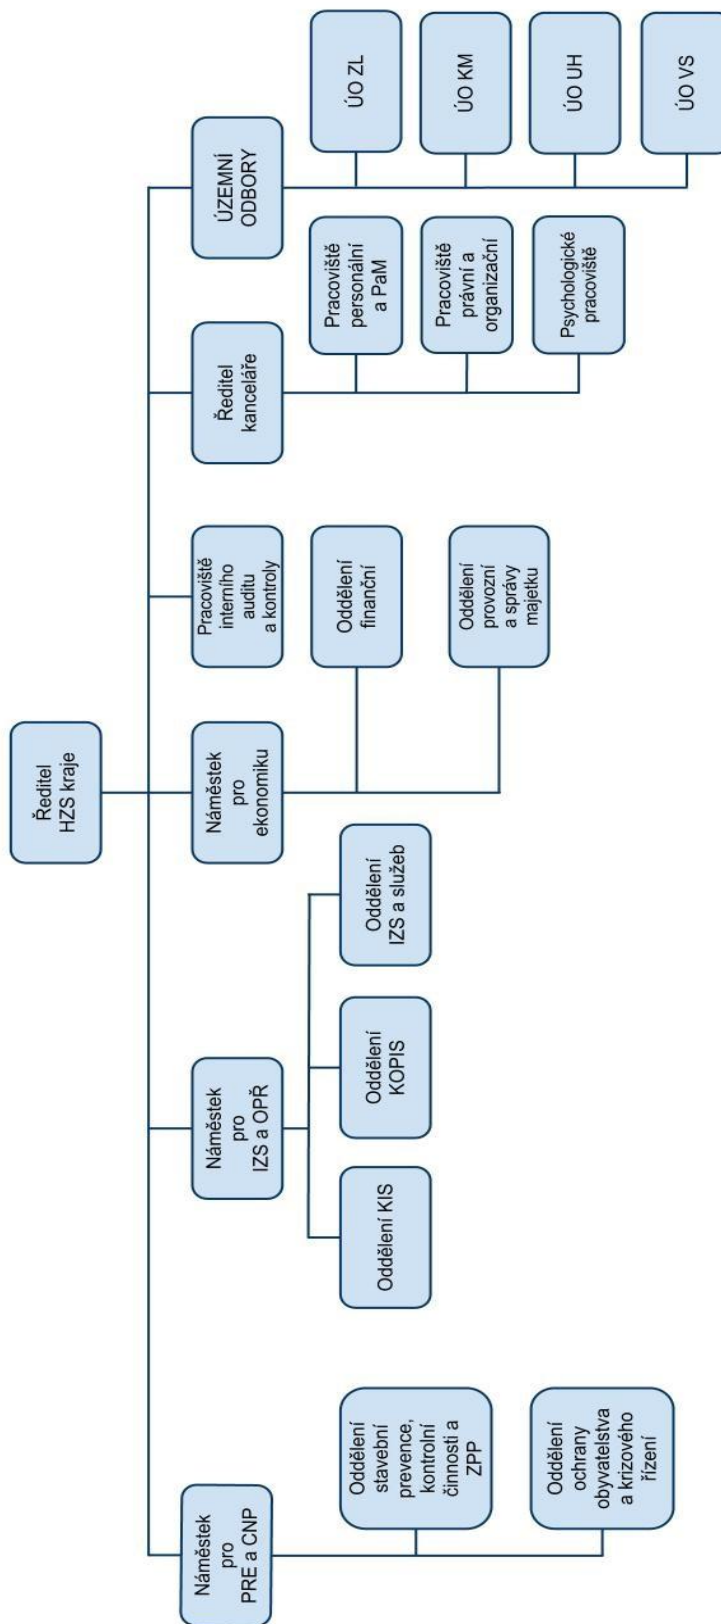 Ředitel
HZS kraje
Náměstek
pro
PRE a CNP
Náměstek
pro
IZS a OPŘ
Náměstek
pro
ekonomiku
Pracoviště
interního
auditu
a kontroly
Ředitel
kanceláře
ÚZEMNÍ
ODBORY
Oddělení
stavební
prevence,
kontrolní
činnosti a
ZPP
Oddělení
ochrany
obyvatelstva
a krizového
řízení
Oddělení KIS
Oddělení
KOPIS
Oddělení
IZS a služeb
Oddělení
finanční
Oddělení
provozní
a správy
majetku
Pracoviště
personální
a PaM
Pracoviště
právní a
organizační
Psychologické
pracoviště
ÚO ZL
ÚO KM
ÚO UH
ÚO VS